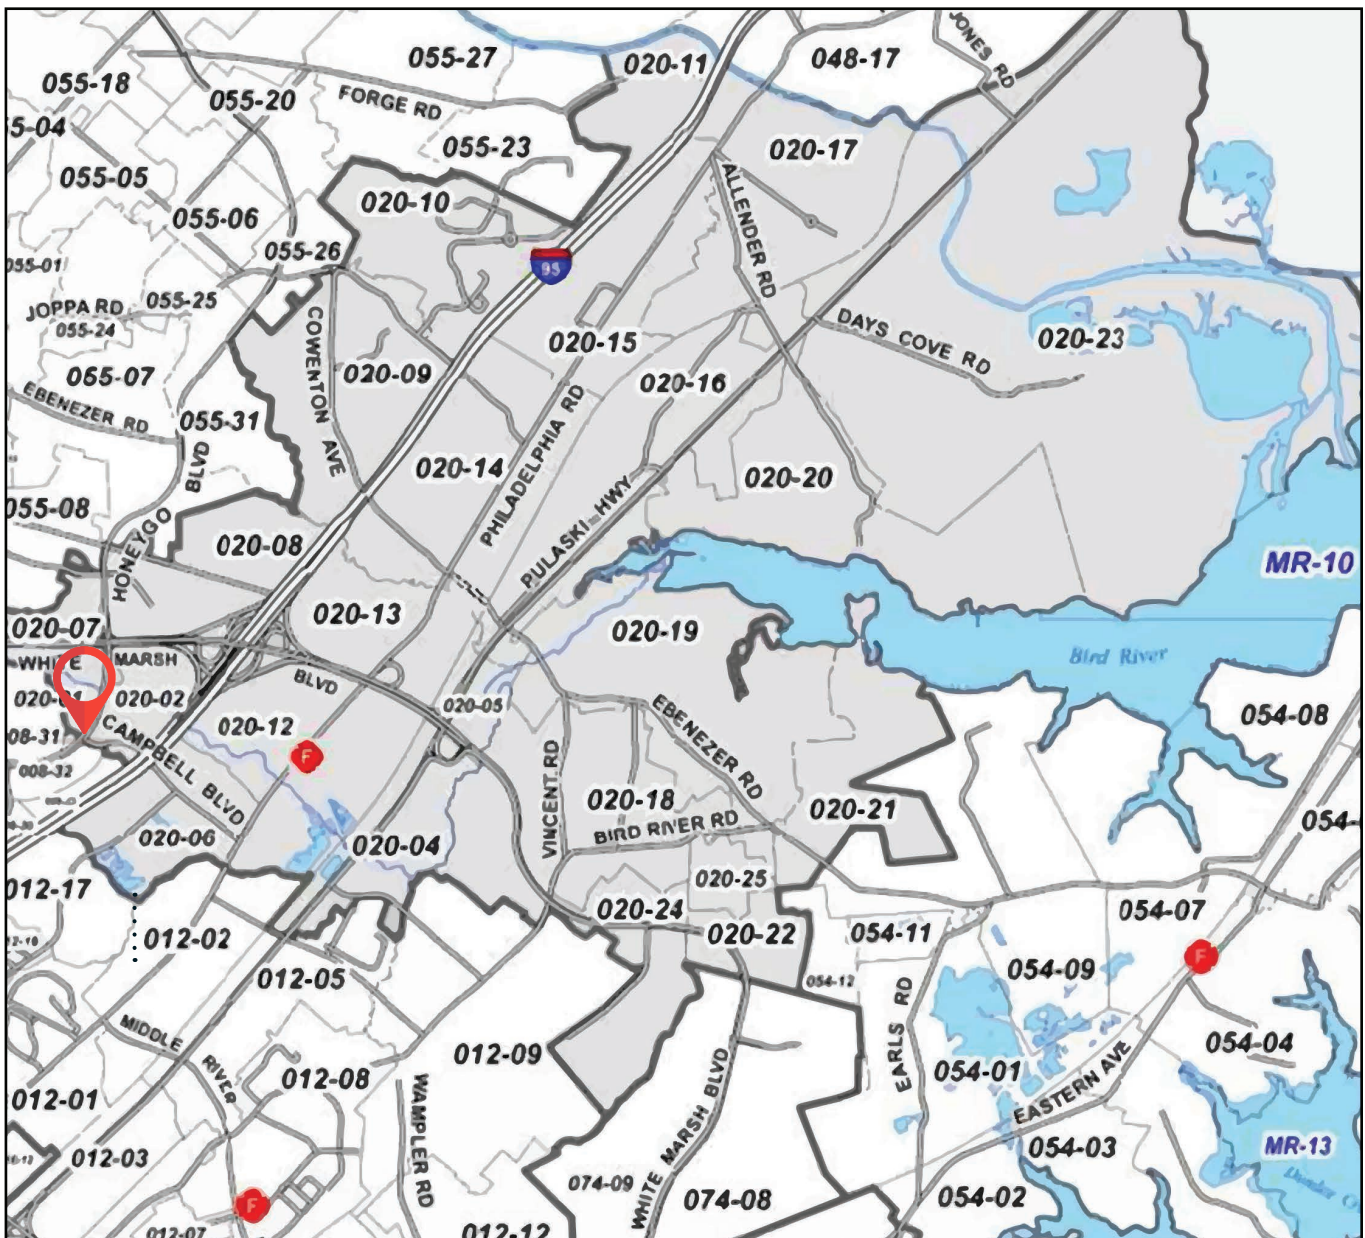 055-27
020-11
048-17
JONES RD
055-18
055-20
FORGE RD
055-23
020-17
055-05
055-06
020-10
ALLENDER RD
055-26
055-01
95
JOPPA RD
055-25
055-24
COWENTON AVE
020-15
DAYS COVE RD
020-23
055-07
020-09
020-16
EBENEZER RD
055-31
PHILADELPHIA RD
HONEYGO BLVD
020-14
020-20
055-08
020-08
PULASKI HWY
MR-10
020-13
020-07
020-19
Bird River
WHITE MARSH BLVD
020-02
020-05
EBENEZER RD
054-08
020-12
CAMPBELL BLVD
F
008-32
VINCENT RD
020-18
020-21
020-06
020-04
BIRD RIVER RD
012-17
020-25
020-24
020-22
054-11
054-07
012-02
012-05
054-12
054-09
F
MIDDLE RIVER
012-09
EARLS RD
054-01
054-04
012-08
EASTERN AVE
012-01
WAMPLER RD
WHITE MARSH BLVD
054-03
MR-13
012-03
074-09
074-08
054-02
F
012-07
012-12